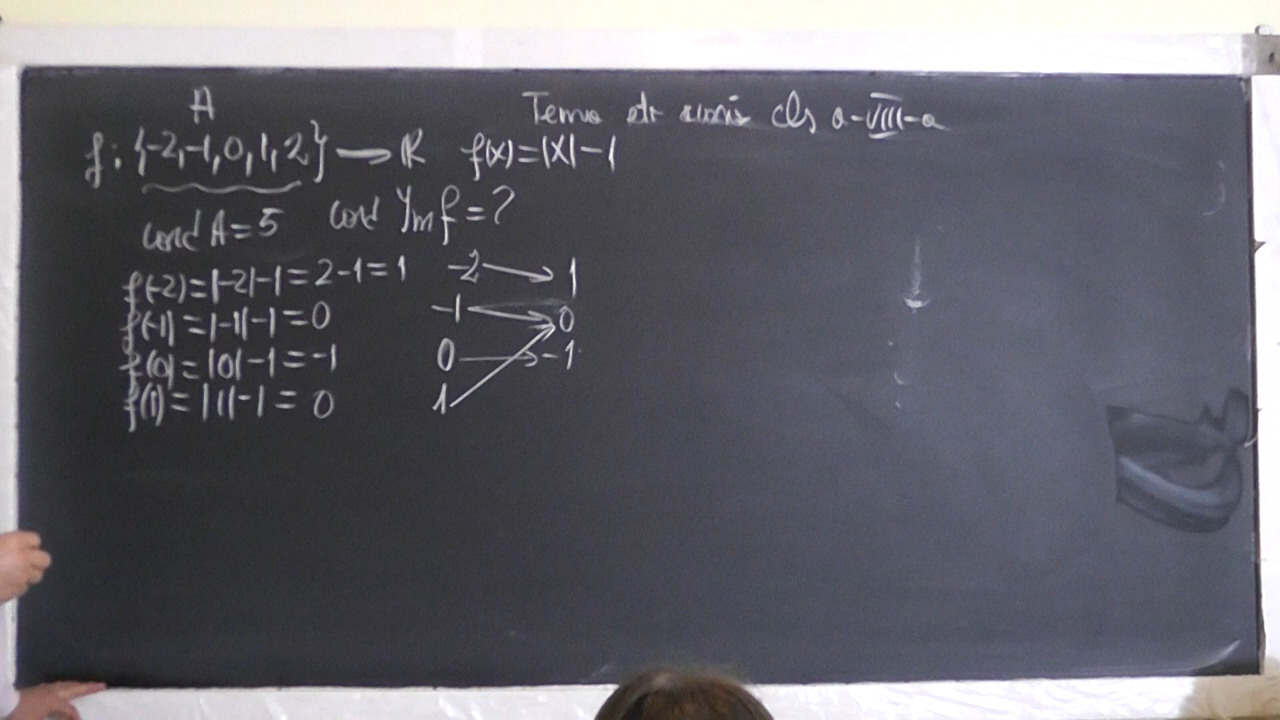 A
Tema cls a-VIII-a
f: {-2,-1,0,1,2} → ℝ f(x)=|x|-1
card A=5 card Im f=?
f(-2)=|-2|-1=2-1=1 -2 → 1
f(-1)=|-1|-1=0 -1 → 0
f(0)=|0|-1=-1 0 → -1
f(1)=|1|-1=0 1